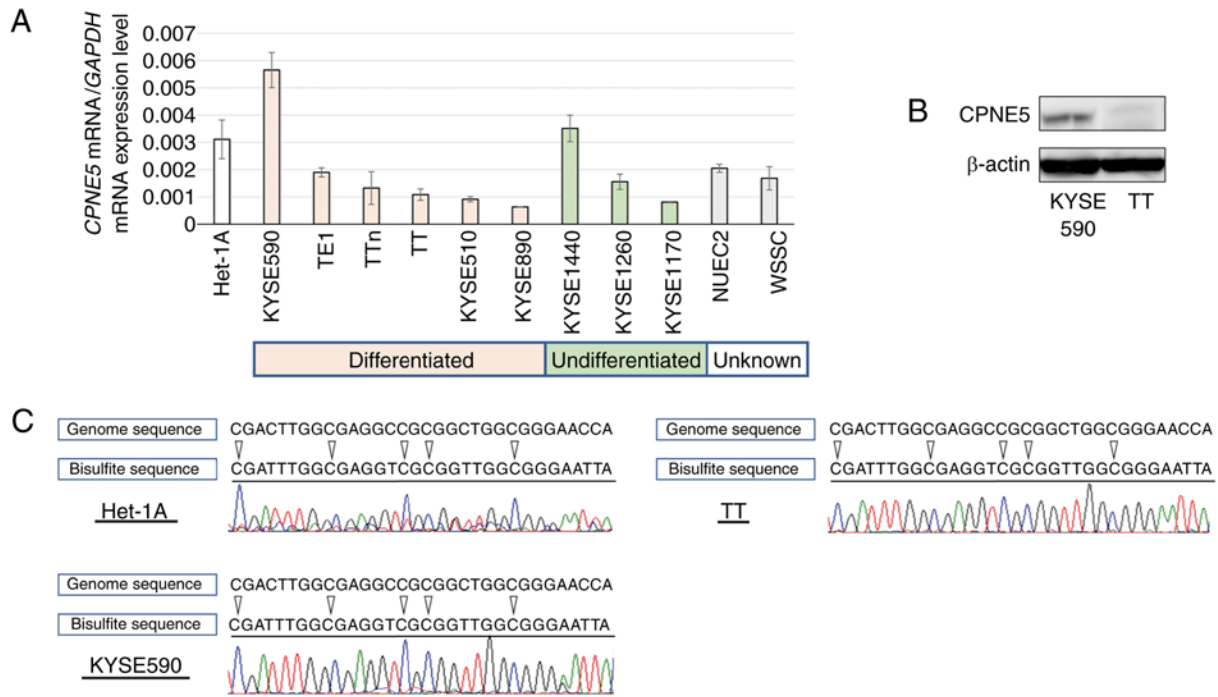 A
CPNE5 mRNA/GAPDH
mRNA expression level
0.007
0.006
0.005
0.004
0.003
0.002
0.001
0
Het-1A
KYSE590
TE1
TTn
TT
KYSE510
KYSE890
KYSE1440
KYSE1260
KYSE1170
NUEC2
WSSC
Differentiated
Undifferentiated
Unknown
B
CPNE5
β-actin
KYSE
590
TT
C
Genome sequence
CGACTTGGCGAGGCCGCGGCTGGCGGGAACCA
Bisulfite sequence
CGATTTGGCGAGGTCGCGGTTGGCGGGAATTA
Het-1A
Genome sequence
CGACTTGGCGAGGCCGCGGCTGGCGGGAACCA
Bisulfite sequence
CGATTTGGCGAGGTCGCGGTTGGCGGGAATTA
TT
Genome sequence
CGACTTGGCGAGGCCGCGGCTGGCGGGAACCA
Bisulfite sequence
CGATTTGGCGAGGTCGCGGTTGGCGGGAATTA
KYSE590